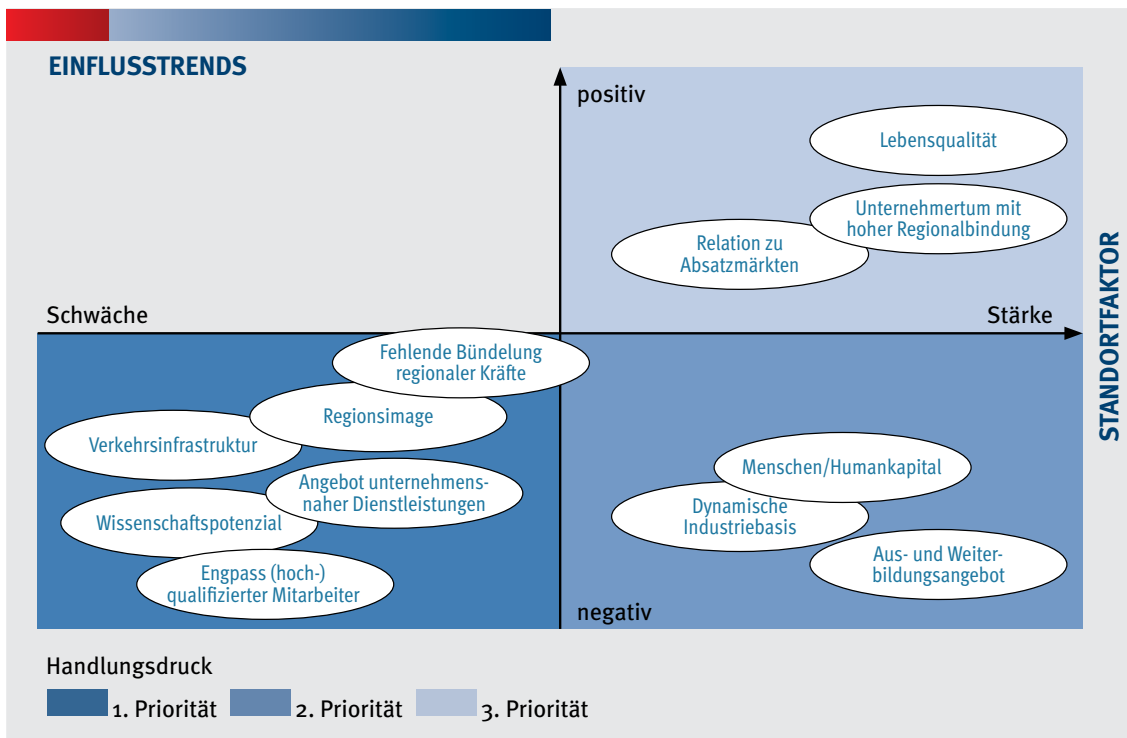 EINFLUSSTRENDS
positiv
Lebensqualität
Unternehmertum mit
hoher Regionalbindung
Relation zu
Absatzmärkten
STANDORTFAKTOR
Schwäche
Stärke
Fehlende Bündelung
regionaler Kräfte
Regionsimage
Verkehrsinfrastruktur
Angebot unternehmens-
naher Dienstleistungen
Wissenschaftspotenzial
Engpass (hoch-)
qualifizierter Mitarbeiter
Menschen/Humankapital
Dynamische
Industriebasis
Aus- und Weiter-
bildungsangebot
negativ
Handlungsdruck
1. Priorität
2. Priorität
3. Priorität